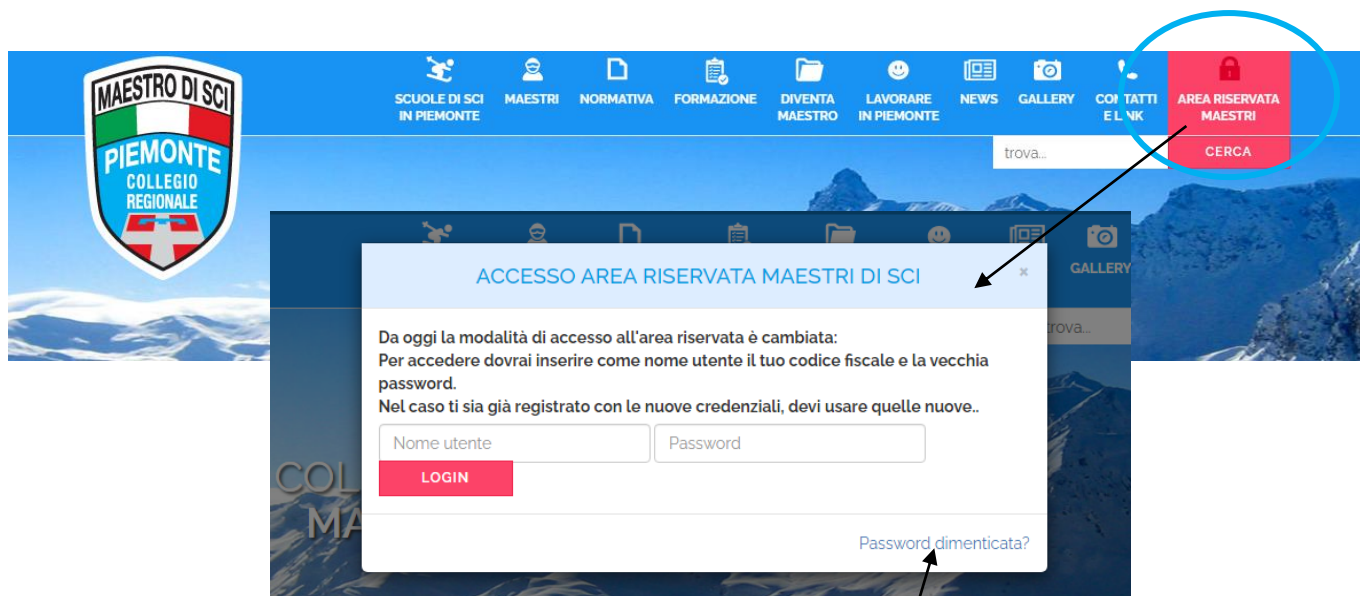 MAESTRO DI SCI
PIEMONTE
COLLEGIO
REGIONALE
SCUOLE DI SCI
IN PIEMONTE
MAESTRI
NORMATIVA
FORMAZIONE
DIVENTA
MAESTRO
LAVORARE
IN PIEMONTE
NEWS
GALLERY
CONTATTI
E LINK
AREA RISERVATA
MAESTRI
trova...
CERCA
GALLERY
trova...
ACCESSO AREA RISERVATA MAESTRI DI SCI
×
Da oggi la modalità di accesso all'area riservata è cambiata:
Per accedere dovrai inserire come nome utente il tuo codice fiscale e la vecchia
password.
Nel caso ti sia già registrato con le nuove credenziali, devi usare quelle nuove..
Nome utente
Password
LOGIN
COL
MA
Password dimenticata?